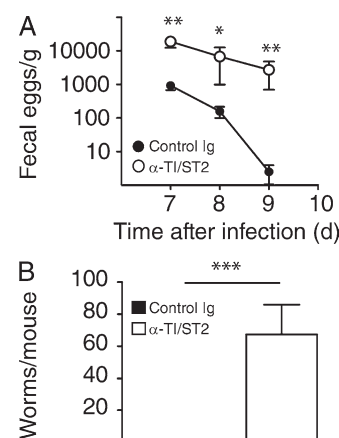 A
** * **
Fecal eggs/g
10000
1000
100
10
Control Ig
α-TI/ST2
7 8 9 10
Time after infection (d)
B
***
Worms/mouse
100
80
60
40
20
Control Ig
α-TI/ST2